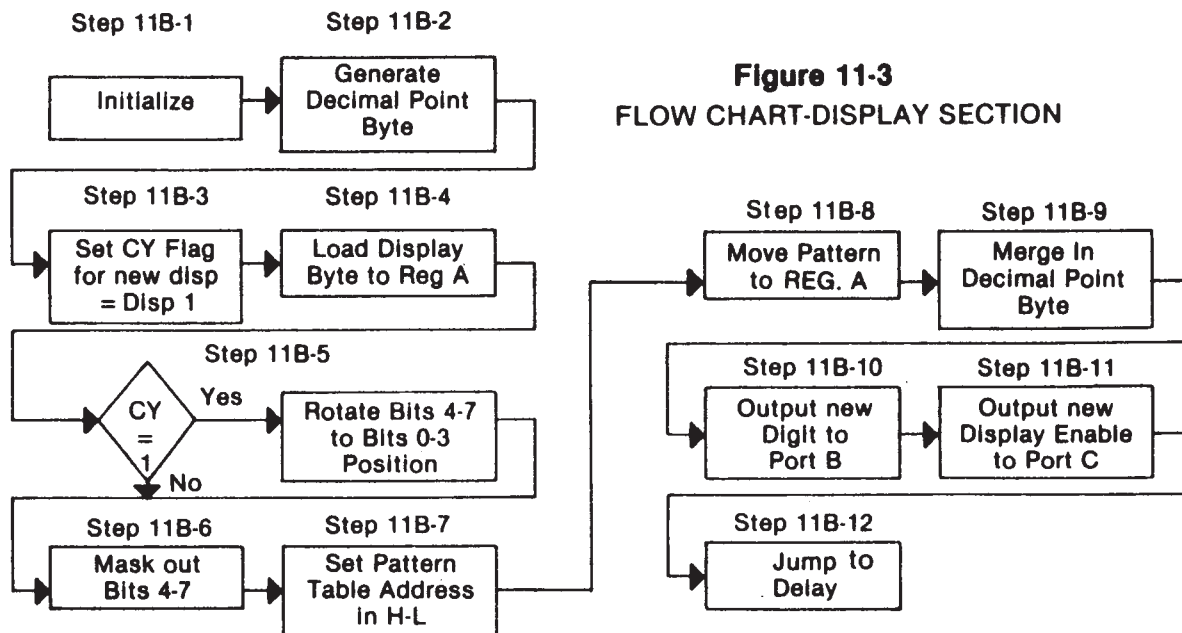 Step 11B-1
Initialize
Step 11B-2
Generate
Decimal Point
Byte
Figure 11-3
FLOW CHART-DISPLAY SECTION
Step 11B-3
Set CY Flag
for new disp
= Disp 1
Step 11B-4
Load Display
Byte to Reg A
Step 11B-5
CY
=
1
Yes
No
Rotate Bits 4-7
to Bits 0-3
Position
Step 11B-6
Mask out
Bits 4-7
Step 11B-7
Set Pattern
Table Address
in H-L
Step 11B-8
Move Pattern
to REG. A
Step 11B-9
Merge In
Decimal Point
Byte
Step 11B-10
Output new
Digit to
Port B
Step 11B-11
Output new
Display Enable
to Port C
Step 11B-12
Jump to
Delay